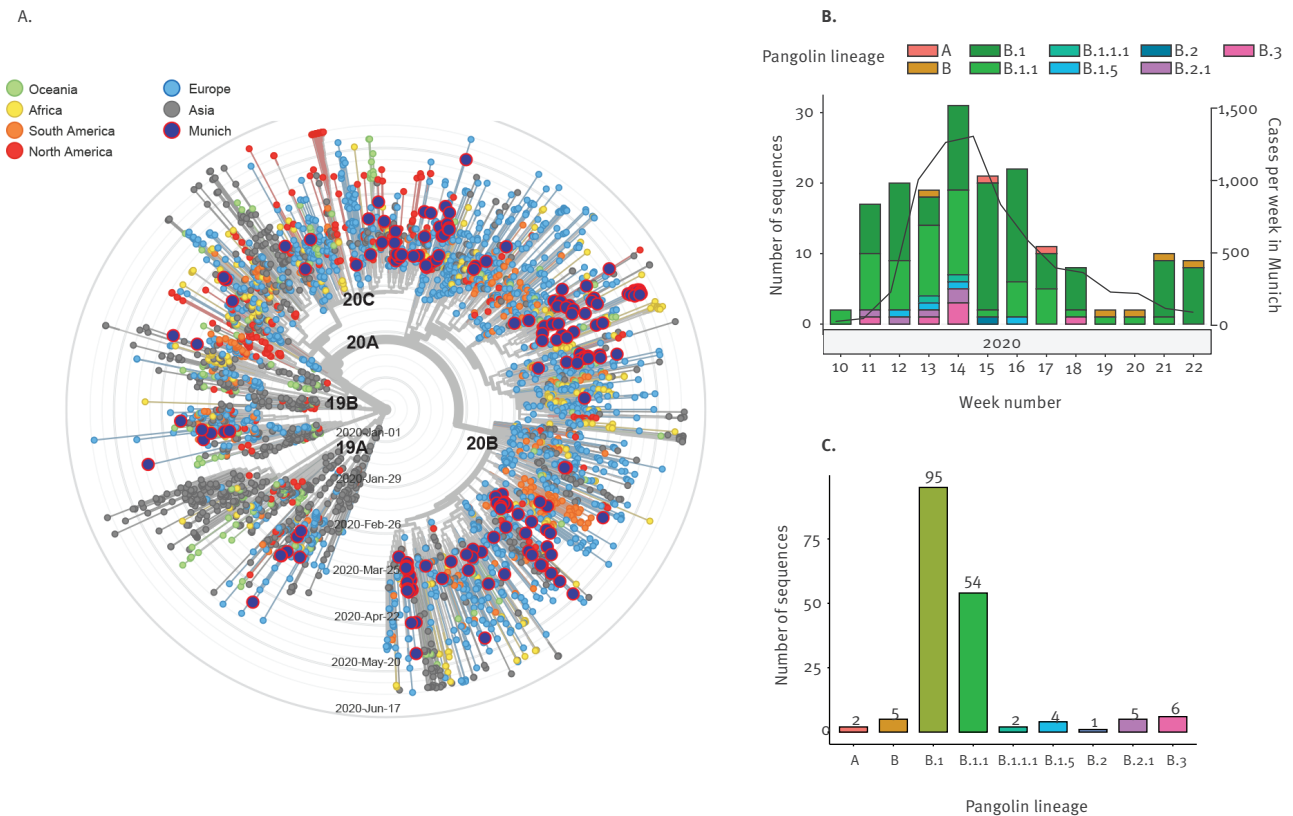 A.
Oceania
Africa
South America
North America
Europe
Asia
Munich
20C
20A
19B
2020-Jan-01
19A
20B
2020-Jan-29
2020-Feb-26
2020-Mar-25
2020-Apr-22
2020-May-20
2020-Jun-17
B.
Pangolin lineage
A B.1 B.1.1.1 B.2 B.3
B B.1.1 B.1.5 B.2.1
Number of sequences
30
20
10
0
1,500
1,000
500
0
Cases per week in Munich
2020
10 11 12 13 14 15 16 17 18 19 20 21 22
Week number
C.
Number of sequences
75
50
25
0
2 5 95 54 2 4 1 5 6
A B B.1 B.1.1 B.1.1.1 B.1.5 B.2 B.2.1 B.3
Pangolin lineage